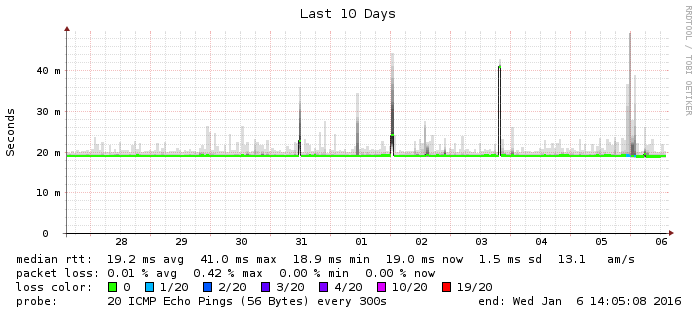 Last 10 Days
RRDTOOL / TOBI OETIKER
Seconds
40 m
30 m
20 m
10 m
0
28 29 30 31 01 02 03 04 05 06
median rtt: 19.2 ms avg 41.0 ms max 18.9 ms min 19.0 ms now 1.5 ms sd 13.1 am/s
packet loss: 0.01 % avg 0.42 % max 0.00 % min 0.00 % now
loss color: 0 1/20 2/20 3/20 4/20 10/20 19/20
probe: 20 ICMP Echo Pings (56 Bytes) every 300s end: Wed Jan 6 14:05:08 2016